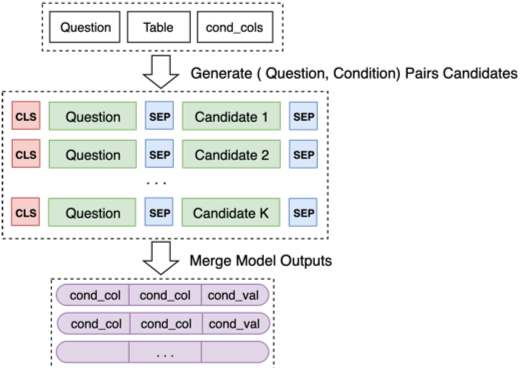 Question Table cond_cols
Generate ( Question, Condition) Pairs Candidates
CLS Question SEP Candidate 1 SEP
CLS Question SEP Candidate 2 SEP
...
CLS Question SEP Candidate K SEP
Merge Model Outputs
cond_col cond_col cond_val
cond_col cond_col cond_val
...